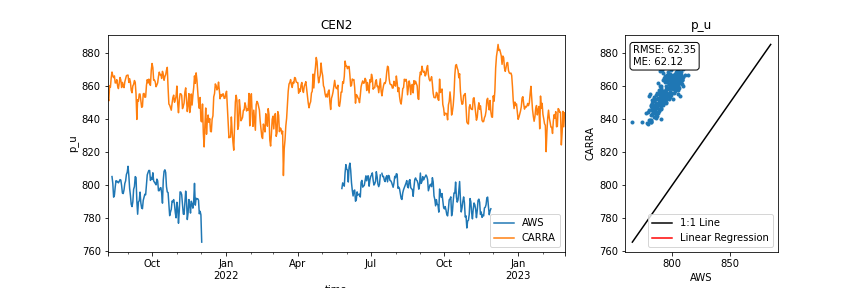 CEN2
p_u
880
860
840
820
800
780
760
p_u
Oct
Jan
2022
Apr
Jul
Oct
Jan
2023
time
AWS
CARRA
p_u
RMSE: 62.35
ME: 62.12
880
860
840
820
800
780
760
CARRA
800
850
AWS
1:1 Line
Linear Regression